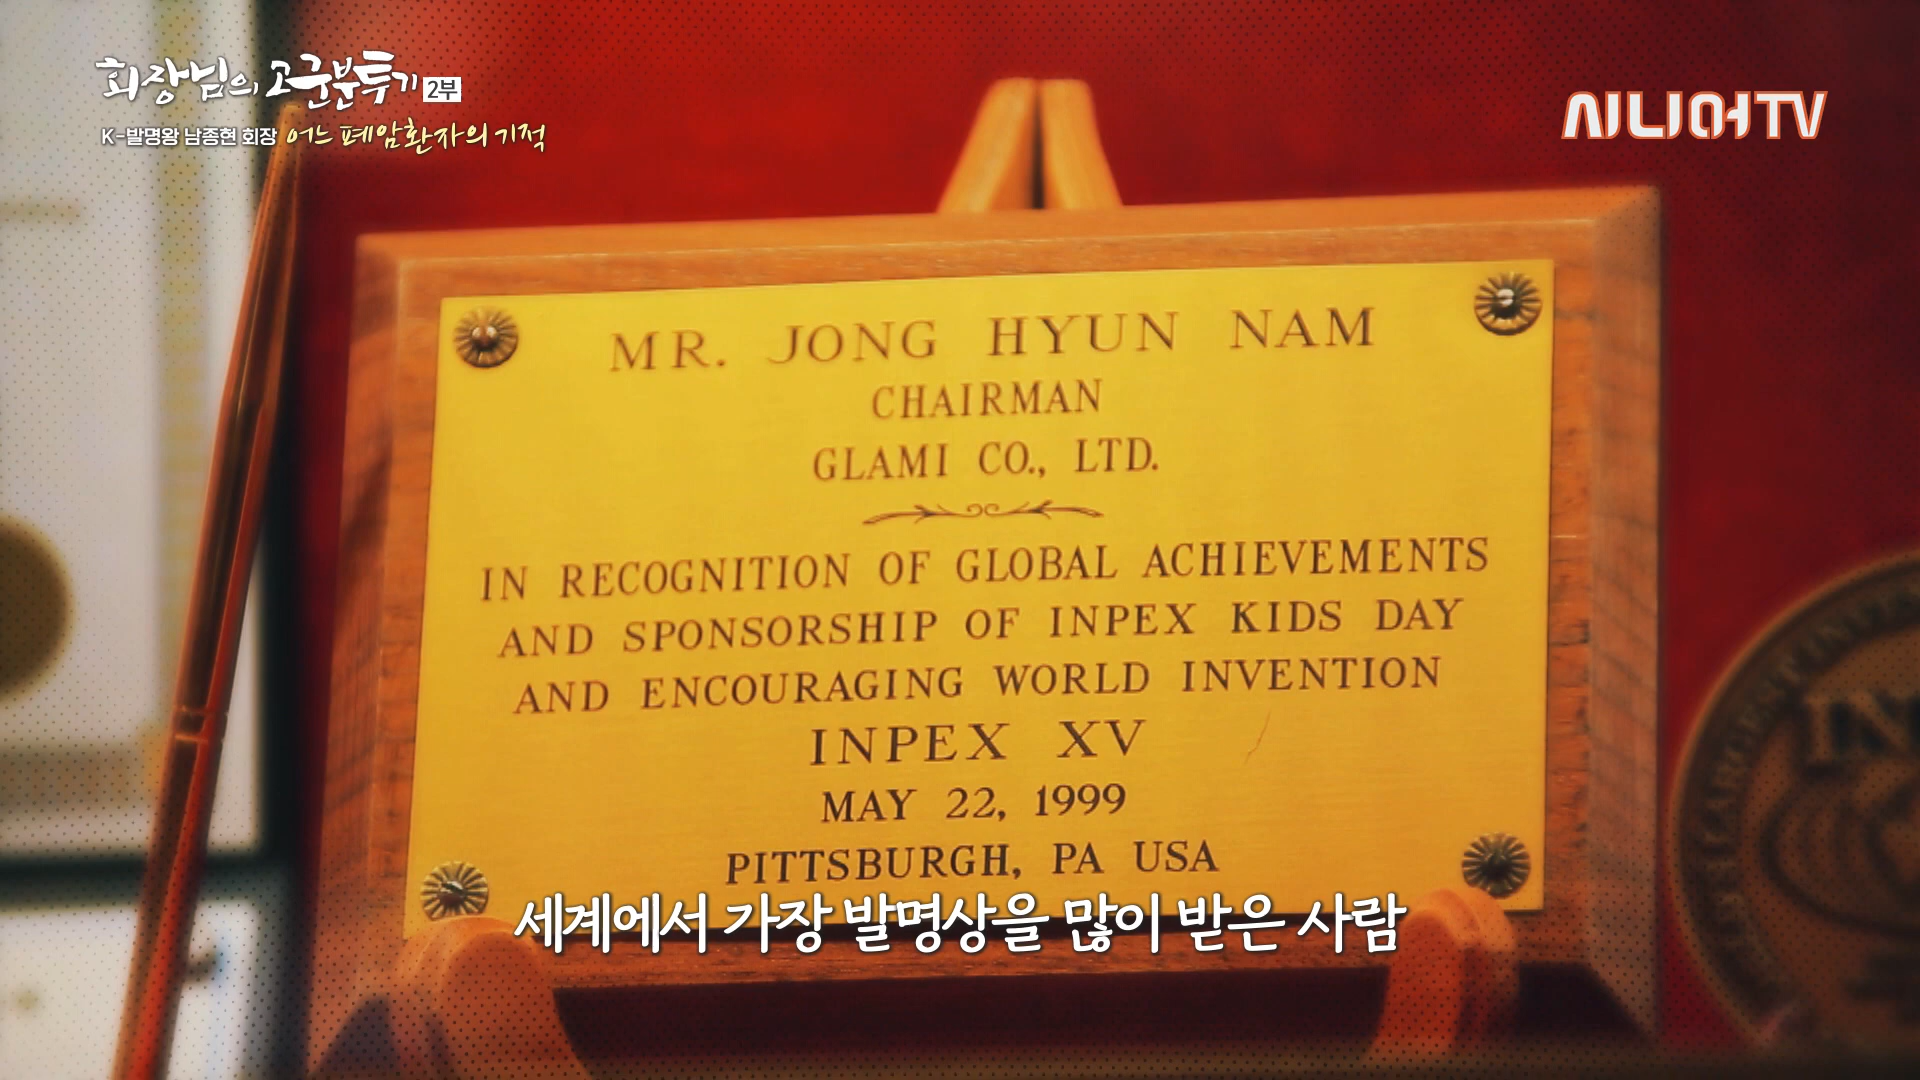 회장님의 고군분투기 2부
K-발명왕 남종현 회장 어느 폐암환자의 기적
시니어TV
MR. JONG HYUN NAM
CHAIRMAN
GLAMI CO., LTD.
IN RECOGNITION OF GLOBAL ACHIEVEMENTS
AND SPONSORSHIP OF INPEX KIDS DAY
AND ENCOURAGING WORLD INVENTION
INPEX XV
MAY 22, 1999
PITTSBURGH, PA USA
세계에서 가장 발명상을 많이 받은 사람